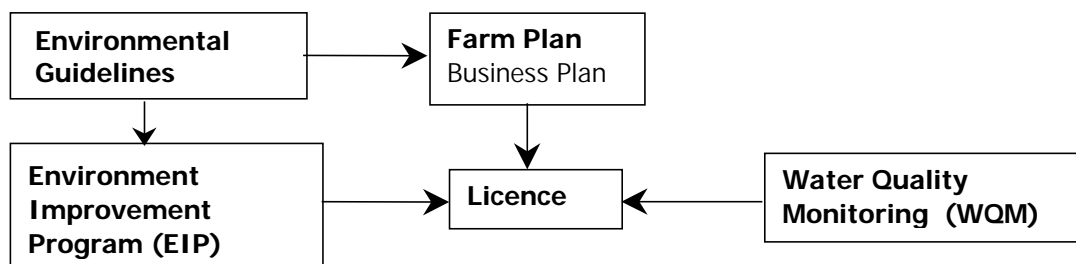 Environmental
Guidelines
Farm Plan
Business Plan
Environment
Improvement
Program (EIP)
Licence
Water Quality
Monitoring (WQM)